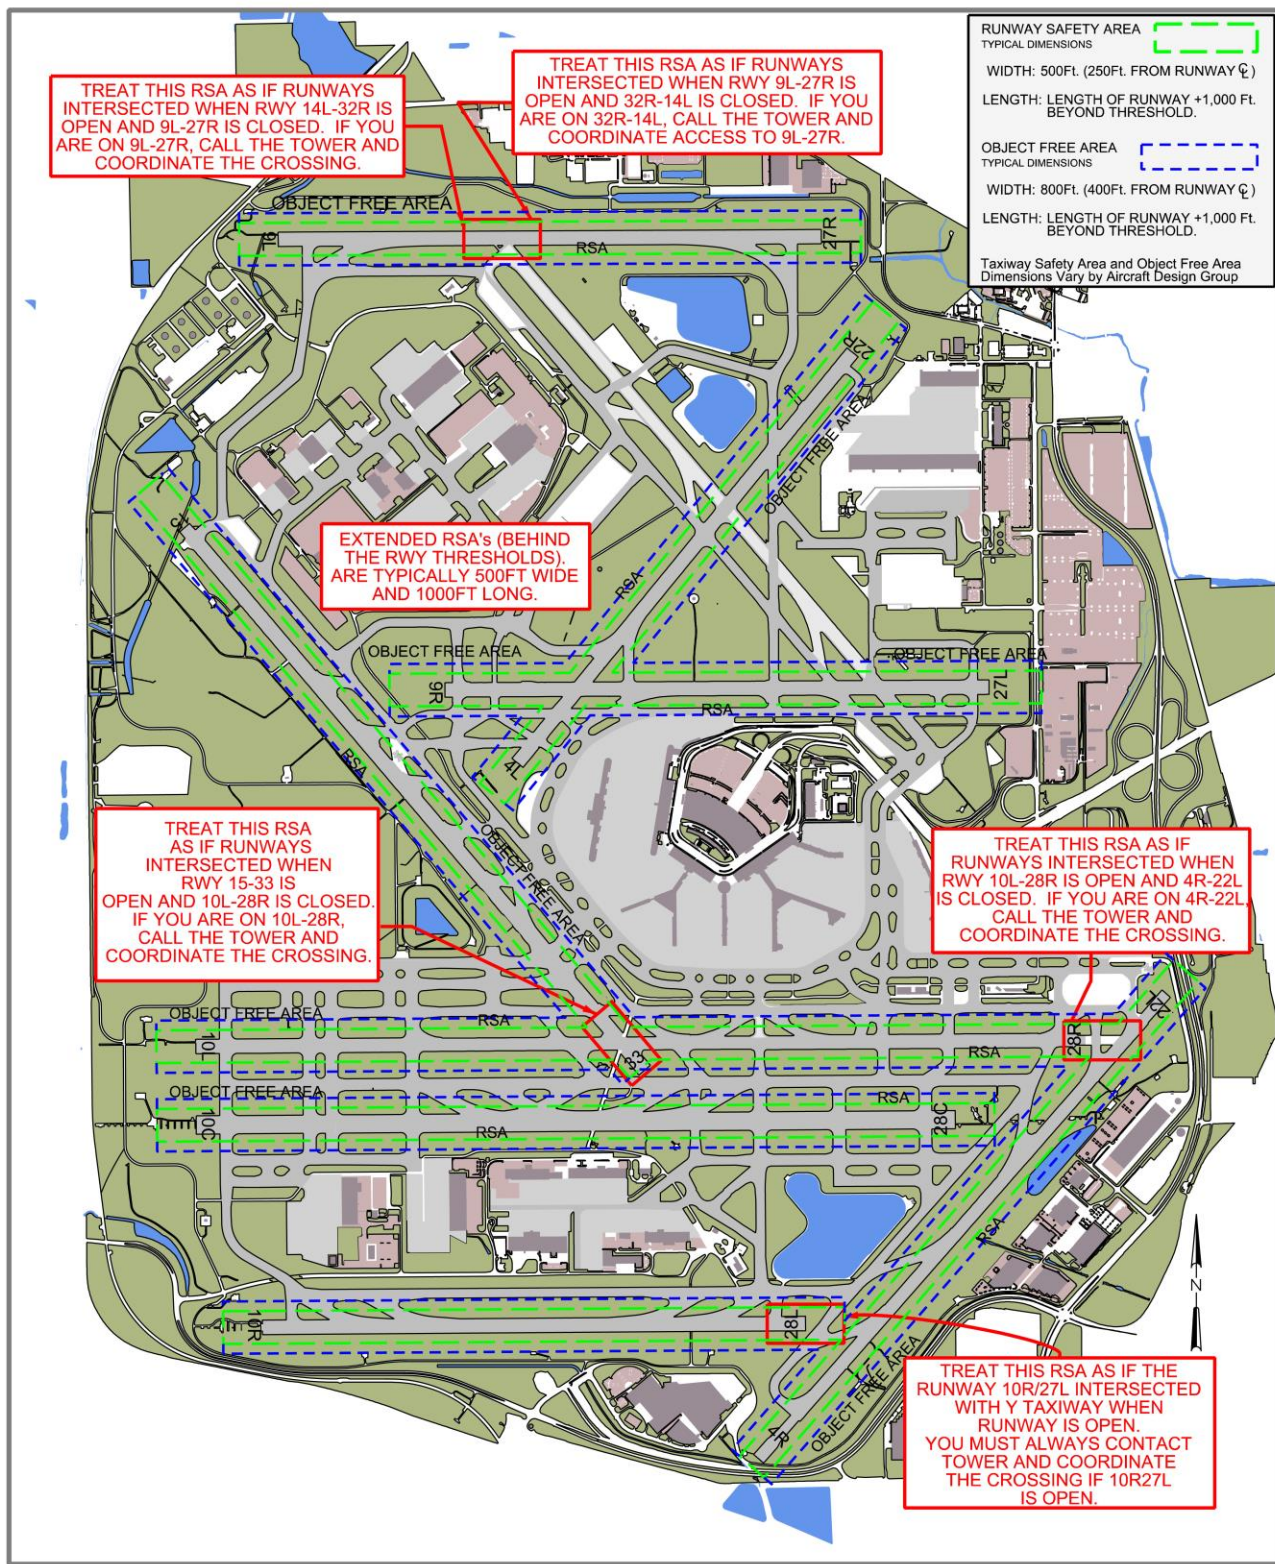 RUNWAY SAFETY AREA
TYPICAL DIMENSIONS
WIDTH: 500Ft. (250Ft. FROM RUNWAY ℄)
LENGTH: LENGTH OF RUNWAY +1,000 Ft.
BEYOND THRESHOLD.
OBJECT FREE AREA
TYPICAL DIMENSIONS
WIDTH: 800Ft. (400Ft. FROM RUNWAY ℄)
LENGTH: LENGTH OF RUNWAY +1,000 Ft.
BEYOND THRESHOLD.
Taxiway Safety Area and Object Free Area
Dimensions Vary by Aircraft Design Group
TREAT THIS RSA AS IF RUNWAYS
INTERSECTED WHEN RWY 14L-32R IS
OPEN AND 9L-27R IS CLOSED. IF YOU
ARE ON 9L-27R, CALL THE TOWER AND
COORDINATE THE CROSSING.
TREAT THIS RSA AS IF RUNWAYS
INTERSECTED WHEN RWY 9L-27R IS
OPEN AND 32R-14L IS CLOSED. IF YOU
ARE ON 32R-14L, CALL THE TOWER AND
COORDINATE ACCESS TO 9L-27R.
OBJECT FREE AREA
9L
RSA
27R
22R
OBJECT FREE AREA
15
EXTENDED RSA's (BEHIND
THE RWY THRESHOLDS).
ARE TYPICALLY 500FT WIDE
AND 1000FT LONG.
RSA
OBJECT FREE AREA
OBJECT FREE AREA
9R
27L
RSA
4L
RSA
OBJECT FREE AREA
TREAT THIS RSA
AS IF RUNWAYS
INTERSECTED WHEN
RWY 15-33 IS
OPEN AND 10L-28R IS CLOSED.
IF YOU ARE ON 10L-28R,
CALL THE TOWER AND
COORDINATE THE CROSSING.
TREAT THIS RSA AS IF
RUNWAYS INTERSECTED WHEN
RWY 10L-28R IS OPEN AND 4R-22L
IS CLOSED. IF YOU ARE ON 4R-22L,
CALL THE TOWER AND
COORDINATE THE CROSSING.
22L
OBJECT FREE AREA
RSA
10L
28R
33
RSA
OBJECT FREE AREA
RSA
10C
28C
RSA
RSA
N
10R
28L
OBJECT FREE AREA
4R
TREAT THIS RSA AS IF THE
RUNWAY 10R/27L INTERSECTED
WITH Y TAXIWAY WHEN
RUNWAY IS OPEN.
YOU MUST ALWAYS CONTACT
TOWER AND COORDINATE
THE CROSSING IF 10R27L
IS OPEN.